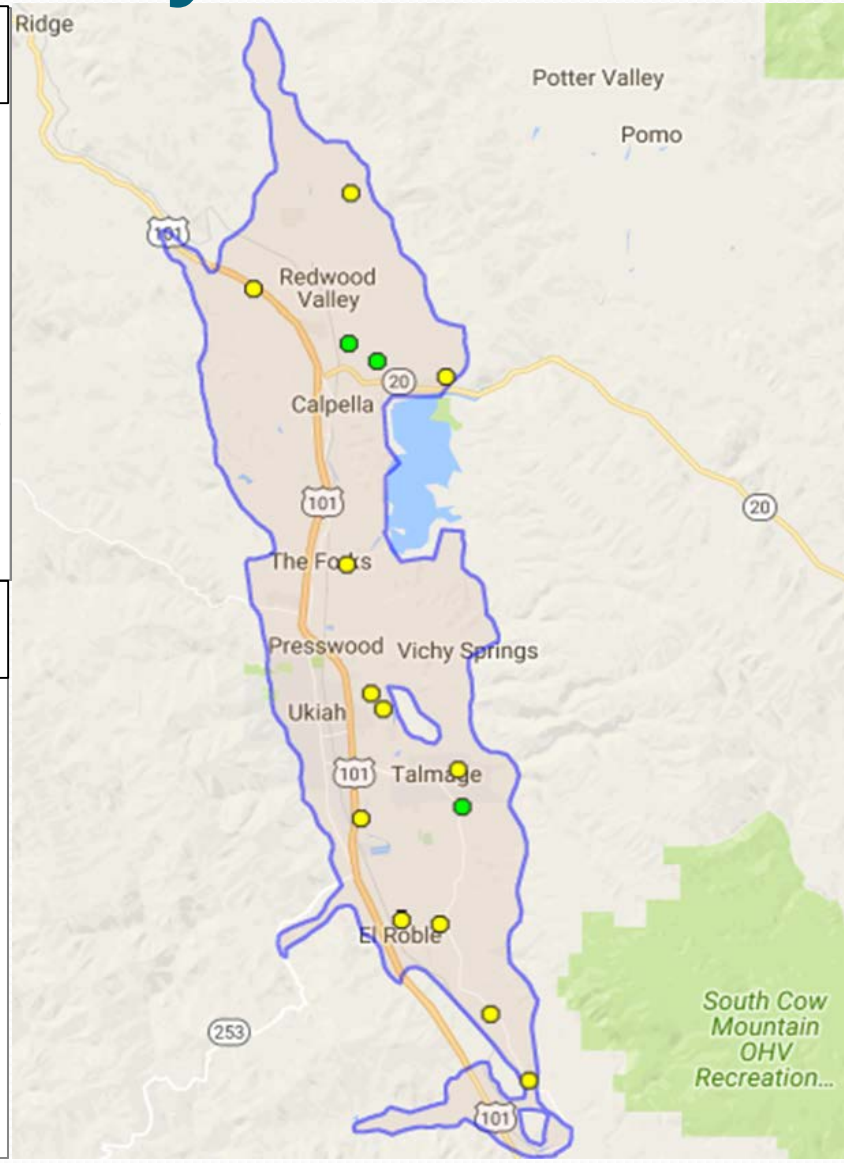 Ridge
Potter Valley
Pomo
101
Redwood
Valley
20
Calpella
101
20
The Forks
Presswood
Vichy Springs
Ukiah
101
Talmage
El Roble
South Cow
Mountain
OHV
Recreation...
253
101